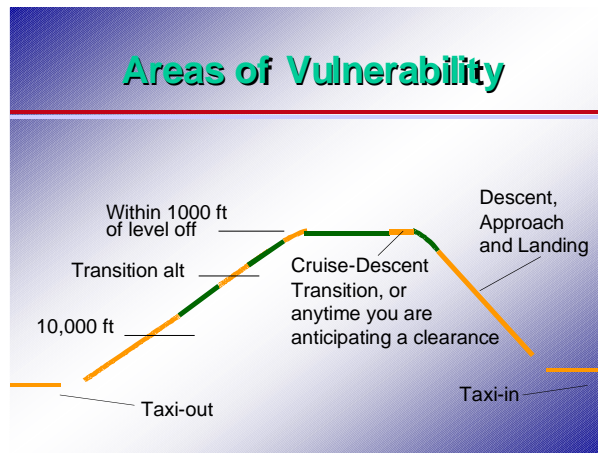 Areas of Vulnerability
Within 1000 ft
of level off
Transition alt
10,000 ft
Taxi-out
Cruise-Descent
Transition, or
anytime you are
anticipating a clearance
Descent,
Approach
and Landing
Taxi-in